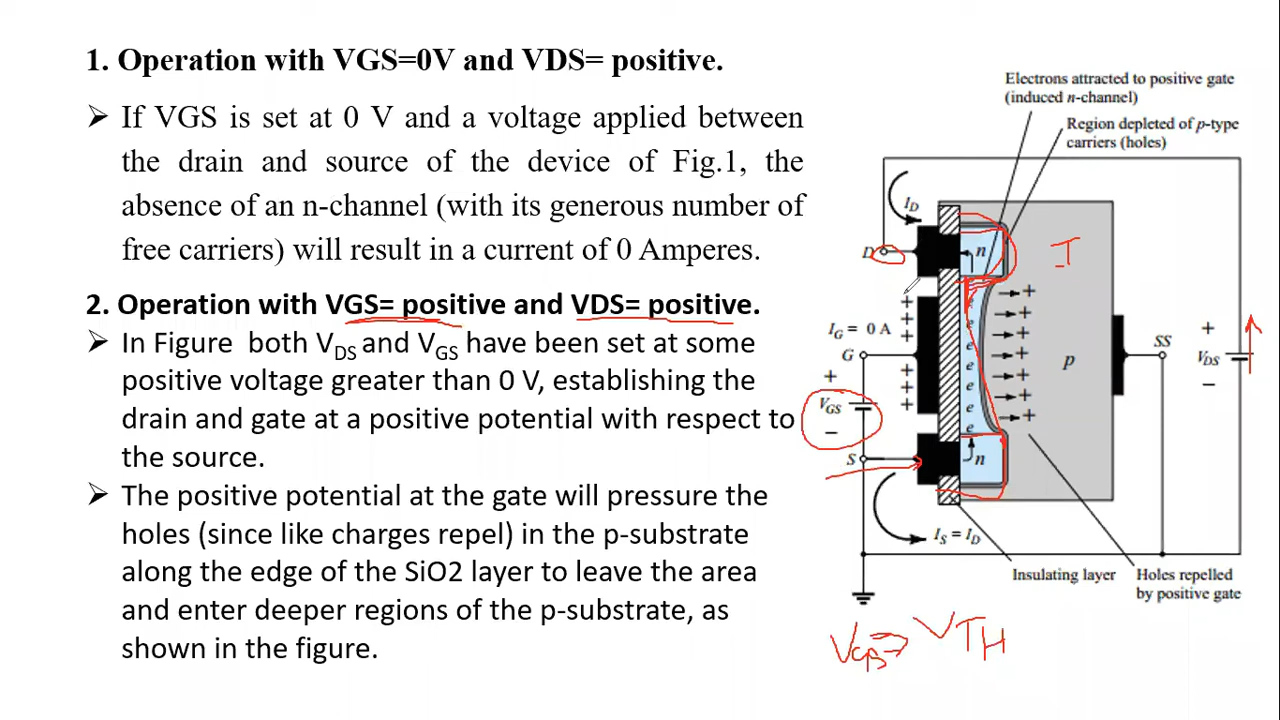 1. Operation with VGS=0V and VDS= positive.
➢ If VGS is set at 0 V and a voltage applied between
the drain and source of the device of Fig.1, the
absence of an n-channel (with its generous number of
free carriers) will result in a current of 0 Amperes.
2. Operation with VGS= positive and VDS= positive.
➢ In Figure both VDS and VGS have been set at some
positive voltage greater than 0 V, establishing the
drain and gate at a positive potential with respect to
the source.
➢ The positive potential at the gate will pressure the
holes (since like charges repel) in the p-substrate
along the edge of the SiO2 layer to leave the area
and enter deeper regions of the p-substrate, as
shown in the figure.
Electrons attracted to positive gate
(induced n-channel)
Region depleted of p-type
carriers (holes)
ID
D
n
I
+
+
+
+
+
+
e
e
e
e
e
e
+
+
+
+
+
+
+
IG = 0 A
G
+
VGS
−
p
SS
+
VDS
−
S
n
IS = ID
Insulating layer
Holes repelled
by positive gate
VGS
VTH